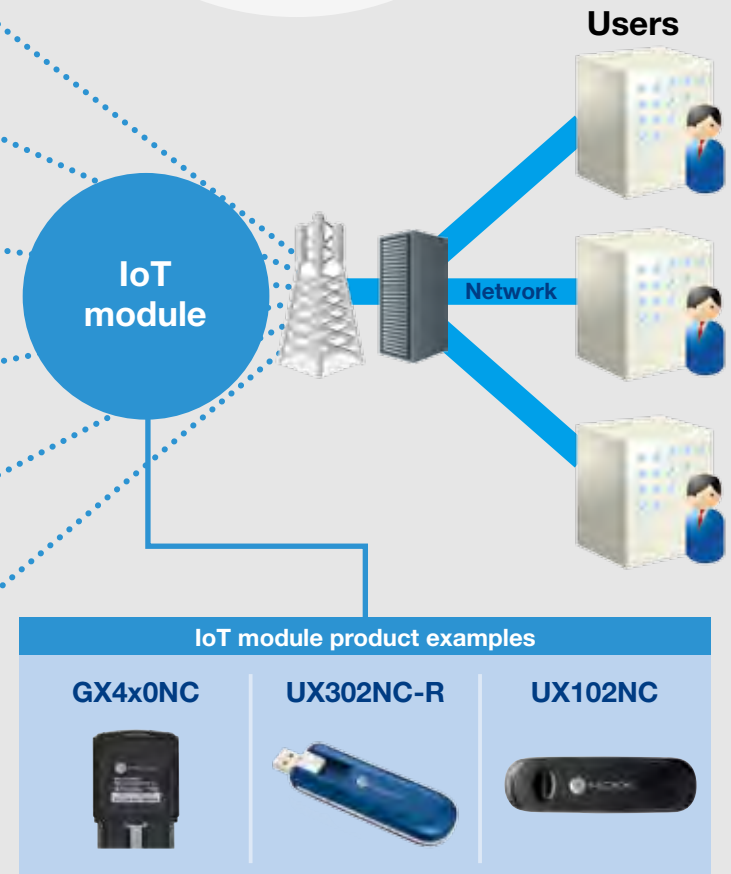 Users
IoT
module
Network
IoT module product examples
GX4x0NC
UX302NC-R
UX102NC